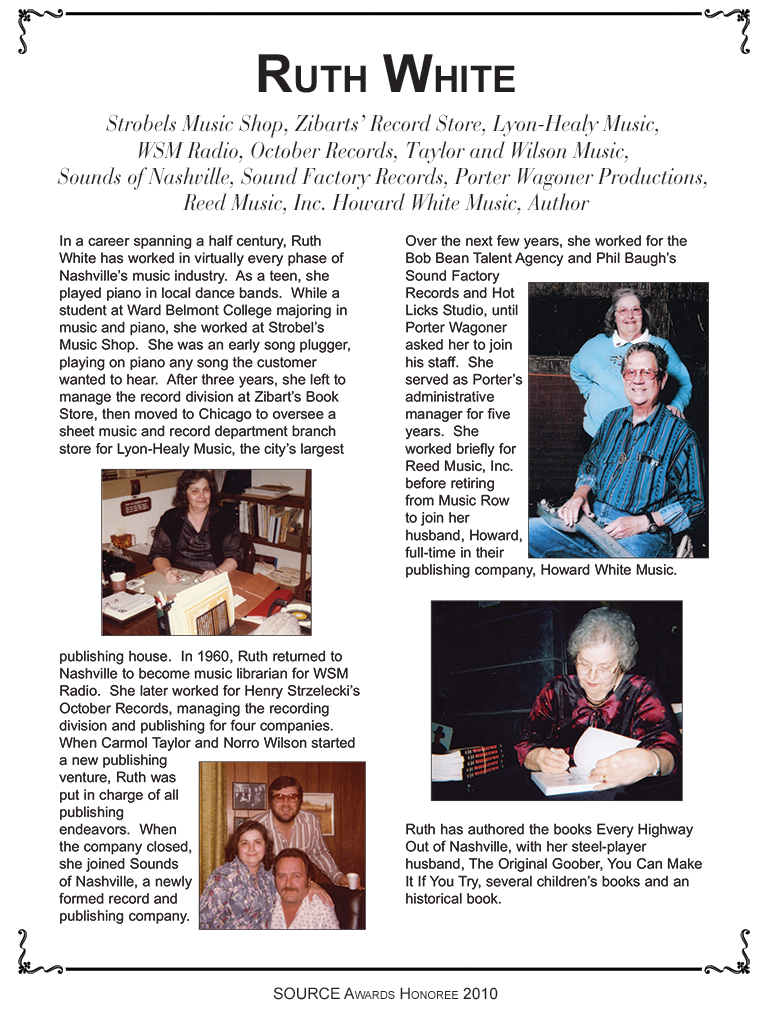 RUTH WHITE
Strobels Music Shop, Zibarts' Record Store, Lyon-Healy Music,
WSM Radio, October Records, Taylor and Wilson Music,
Sounds of Nashville, Sound Factory Records, Porter Wagoner Productions,
Reed Music, Inc. Howard White Music, Author
In a career spanning a half century, Ruth
White has worked in virtually every phase of
Nashville's music industry. As a teen, she
played piano in local dance bands. While a
student at Ward Belmont College majoring in
music and piano, she worked at Strobel's
Music Shop. She was an early song plugger,
playing on piano any song the customer
wanted to hear. After three years, she left to
manage the record division at Zibart's Book
Store, then moved to Chicago to oversee a
sheet music and record department branch
store for Lyon-Healy Music, the city's largest
publishing house. In 1960, Ruth returned to
Nashville to become music librarian for WSM
Radio. She later worked for Henry Strzelecki's
October Records, managing the recording
division and publishing for four companies.
When Carmol Taylor and Norro Wilson started
a new publishing
venture, Ruth was
put in charge of all
publishing
endeavors. When
the company closed,
she joined Sounds
of Nashville, a newly
formed record and
publishing company.
Over the next few years, she worked for the
Bob Bean Talent Agency and Phil Baugh's
Sound Factory
Records and Hot
Licks Studio, until
Porter Wagoner
asked her to join
his staff. She
served as Porter's
administrative
manager for five
years. She
worked briefly for
Reed Music, Inc.
before retiring
from Music Row
to join her
husband, Howard,
full-time in their
publishing company, Howard White Music.
Ruth has authored the books Every Highway
Out of Nashville, with her steel-player
husband, The Original Goober, You Can Make
It If You Try, several children's books and an
historical book.
SOURCE AWARDS HONOREE 2010